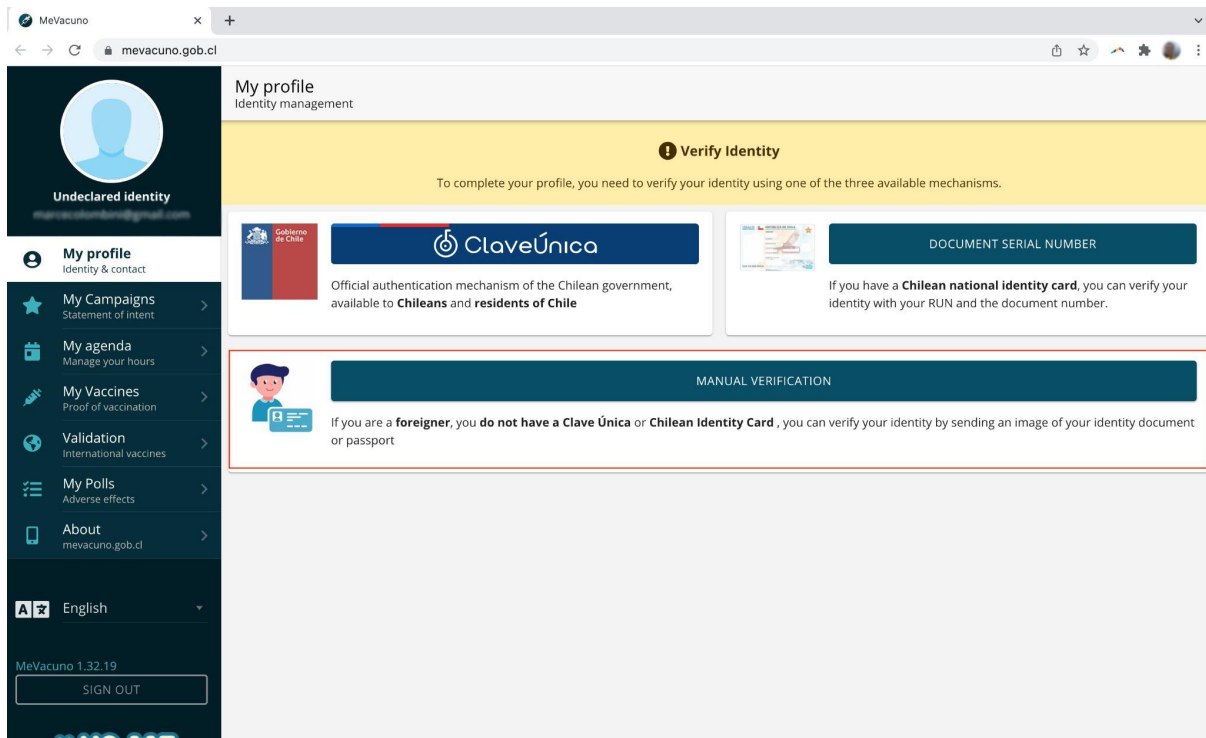 MeVacuno
mevacuno.gob.cl
Undeclared identity
My profile
Identity & contact
My Campaigns
Statement of intent
My agenda
Manage your hours
My Vaccines
Proof of vaccination
Validation
International vaccines
My Polls
Adverse effects
About
mevacuno.gob.cl
English
MeVacuno 1.32.19
SIGN OUT
My profile
Identity management
Verify Identity
To complete your profile, you need to verify your identity using one of the three available mechanisms.
Gobierno
de Chile
ClaveÚnica
Official authentication mechanism of the Chilean government,
available to Chileans and residents of Chile
DOCUMENT SERIAL NUMBER
If you have a Chilean national identity card, you can verify your
identity with your RUN and the document number.
MANUAL VERIFICATION
If you are a foreigner, you do not have a Clave Única or Chilean Identity Card , you can verify your identity by sending an image of your identity document
or passport